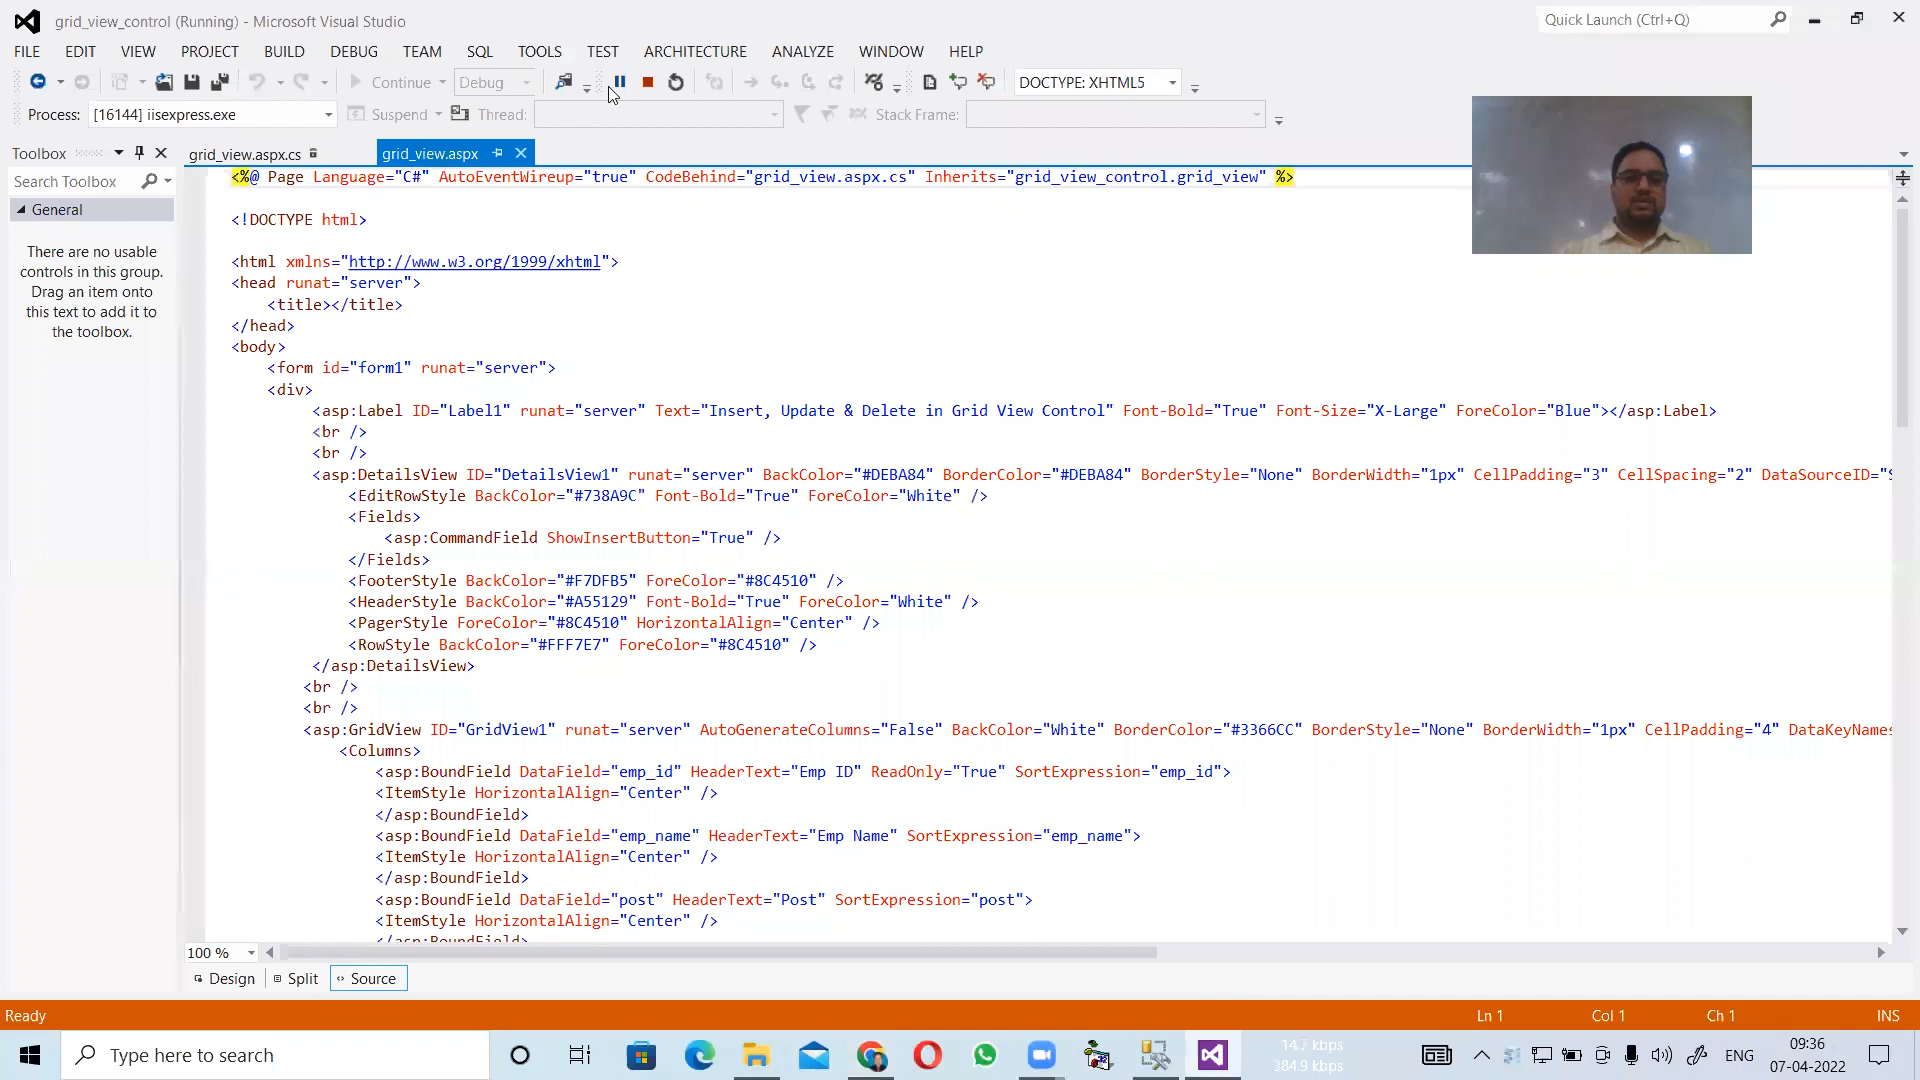 grid_view_control (Running) - Microsoft Visual Studio
Quick Launch (Ctrl+Q)
FILE EDIT VIEW PROJECT BUILD DEBUG TEAM SQL TOOLS TEST ARCHITECTURE ANALYZE WINDOW HELP
Continue Debug DOCTYPE: XHTML5
Process: [16144] iisexpress.exe Suspend Thread: Stack Frame:
Toolbox grid_view.aspx.cs grid_view.aspx
Search Toolbox
General
There are no usable
controls in this group.
Drag an item onto
this text to add it to
the toolbox.
<%@ Page Language="C#" AutoEventWireup="true" CodeBehind="grid_view.aspx.cs" Inherits="grid_view_control.grid_view" %>
<!DOCTYPE html>
<html xmlns="http://www.w3.org/1999/xhtml">
<head runat="server">
<title></title>
</head>
<body>
<form id="form1" runat="server">
<div>
<asp:Label ID="Label1" runat="server" Text="Insert, Update & Delete in Grid View Control" Font-Bold="True" Font-Size="X-Large" ForeColor="Blue"></asp:Label>
<br />
<br />
<asp:DetailsView ID="DetailsView1" runat="server" BackColor="#DEBA84" BorderColor="#DEBA84" BorderStyle="None" BorderWidth="1px" CellPadding="3" CellSpacing="2" DataSourceID="
<EditRowStyle BackColor="#738A9C" Font-Bold="True" ForeColor="White" />
<Fields>
<asp:CommandField ShowInsertButton="True" />
</Fields>
<FooterStyle BackColor="#F7DFB5" ForeColor="#8C4510" />
<HeaderStyle BackColor="#A55129" Font-Bold="True" ForeColor="White" />
<PagerStyle ForeColor="#8C4510" HorizontalAlign="Center" />
<RowStyle BackColor="#FFF7E7" ForeColor="#8C4510" />
</asp:DetailsView>
<br />
<br />
<asp:GridView ID="GridView1" runat="server" AutoGenerateColumns="False" BackColor="White" BorderColor="#3366CC" BorderStyle="None" BorderWidth="1px" CellPadding="4" DataKeyNames
<Columns>
<asp:BoundField DataField="emp_id" HeaderText="Emp ID" ReadOnly="True" SortExpression="emp_id">
<ItemStyle HorizontalAlign="Center" />
</asp:BoundField>
<asp:BoundField DataField="emp_name" HeaderText="Emp Name" SortExpression="emp_name">
<ItemStyle HorizontalAlign="Center" />
</asp:BoundField>
<asp:BoundField DataField="post" HeaderText="Post" SortExpression="post">
<ItemStyle HorizontalAlign="Center" />
</asp:BoundField>
100 %
Design Split Source
Ready Ln 1 Col 1 Ch 1 INS
Type here to search
14.7 kbps
384.9 kbps
ENG
09:36
07-04-2022